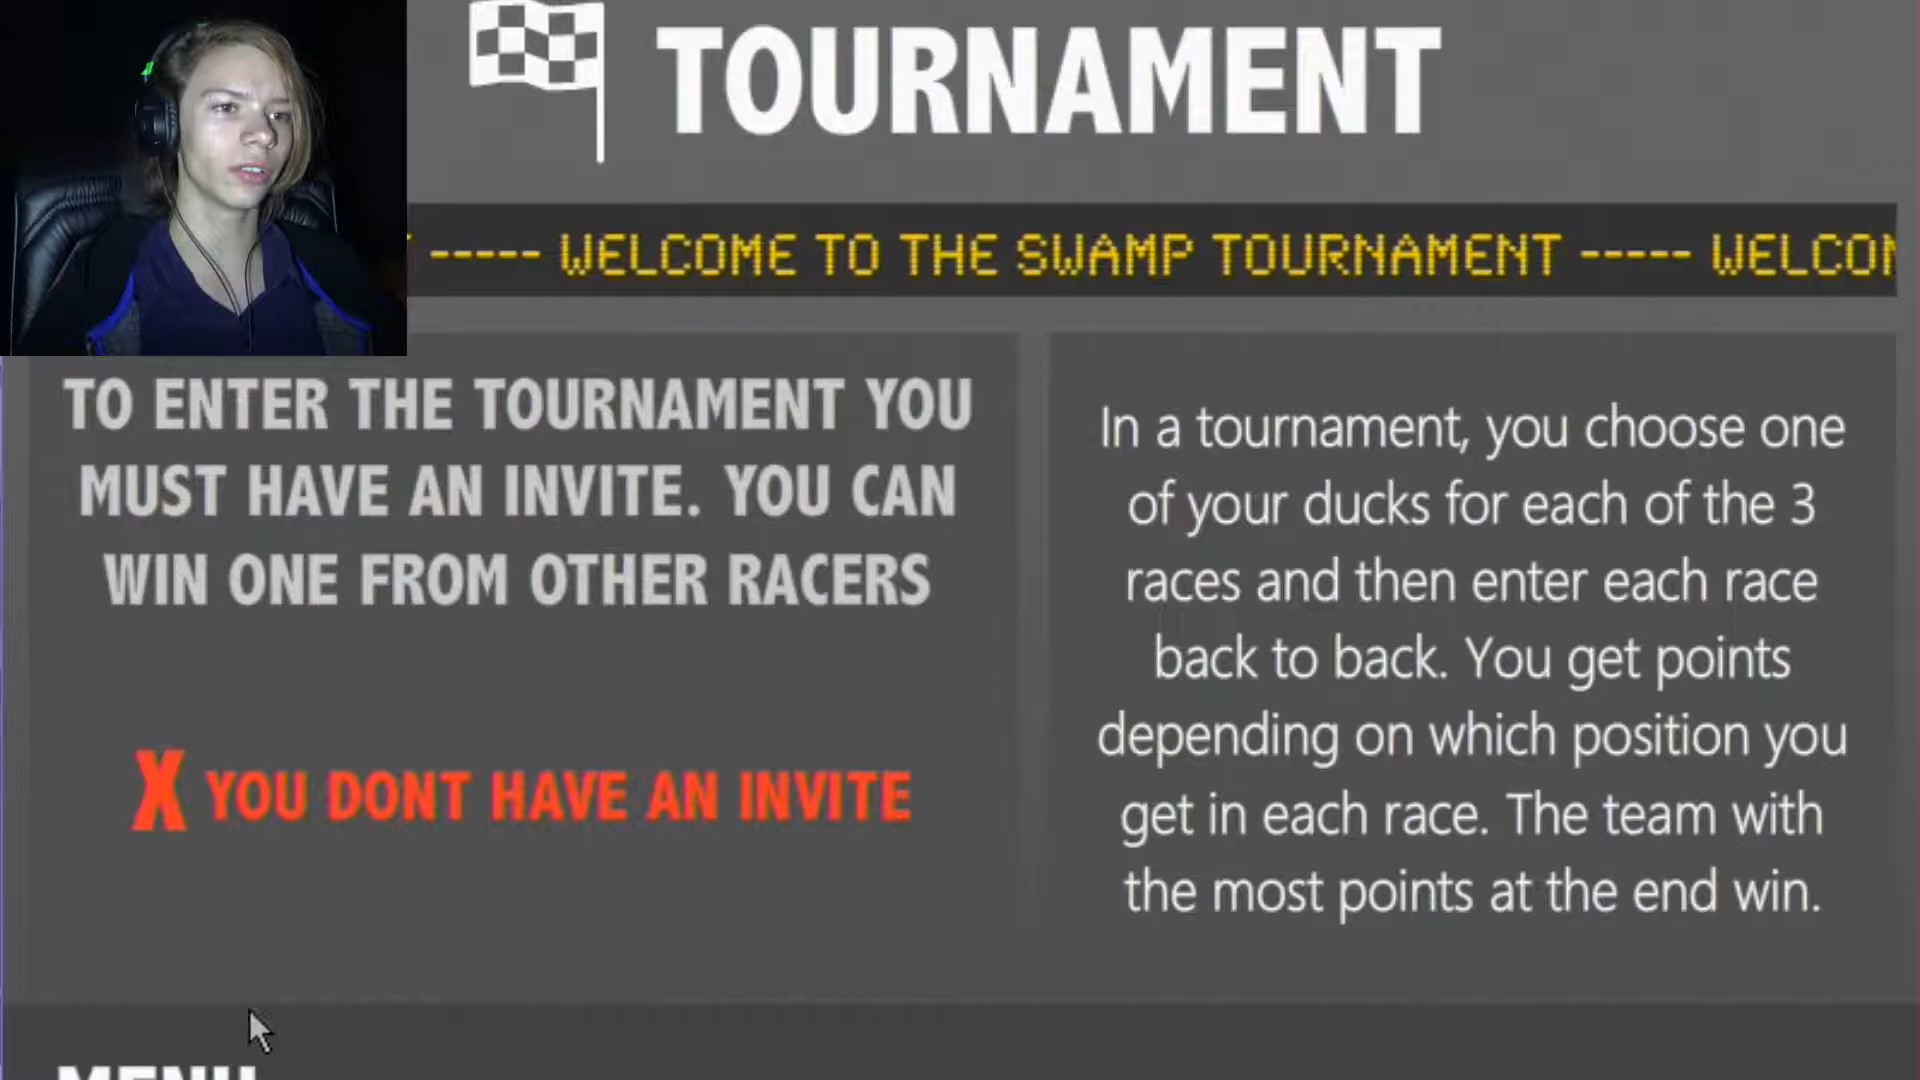 TOURNAMENT
----- WELCOME TO THE SWAMP TOURNAMENT ----- WELCOM
TO ENTER THE TOURNAMENT YOU
MUST HAVE AN INVITE. YOU CAN
WIN ONE FROM OTHER RACERS
X YOU DONT HAVE AN INVITE
In a tournament, you choose one
of your ducks for each of the 3
races and then enter each race
back to back. You get points
depending on which position you
get in each race. The team with
the most points at the end win.
MENU